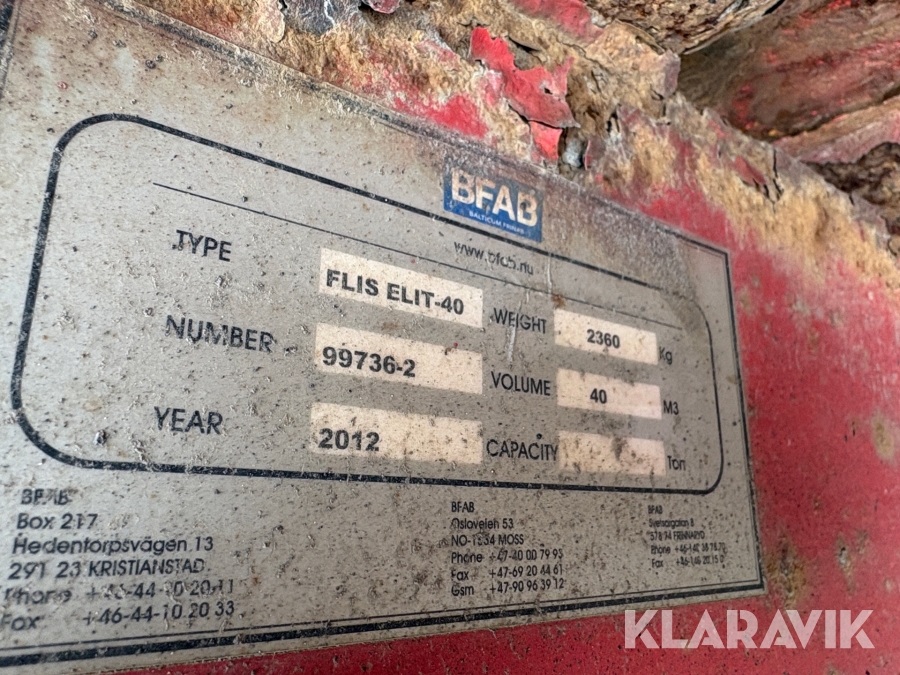 BFAB
BALTICUM
www.bfab.nu
TYPE FLIS ELIT-40 WEIGHT 2360 Kg
NUMBER 99736-2 VOLUME 40 M3
YEAR 2012 CAPACITY Ton
BFAB
Box 217
Hedentorpsvägen 13
291 23 KRISTIANSTAD
Phone +46-44-10 20 11
Fax +46-44-10 20 33
BFAB
Osloveien 53
MOSS
Phone +47-40 00 79 93
Fax +47-69 20 44 61
Gsm +47-90 96 39 12
BFAB
Phone
Fax
KLARAVIK